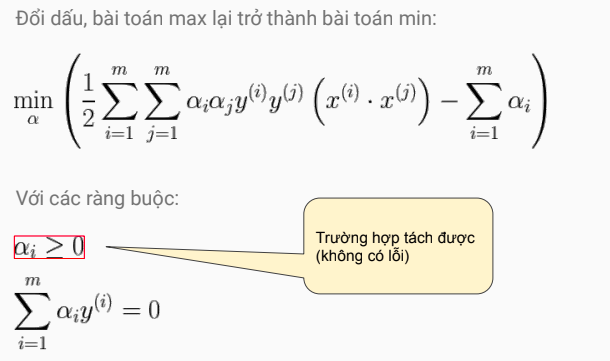 Đổi dấu, bài toán max lại trở thành bài toán min:
\min_{\alpha} \left( \frac{1}{2} \sum_{i=1}^{m} \sum_{j=1}^{m} \alpha_i \alpha_j y^{(i)} y^{(j)} \left( x^{(i)} \cdot x^{(j)} \right) - \sum_{i=1}^{m} \alpha_i \right)
Với các ràng buộc:
\alpha_i \geq 0
Trường hợp tách được
(không có lỗi)
\sum_{i=1}^{m} \alpha_i y^{(i)} = 0